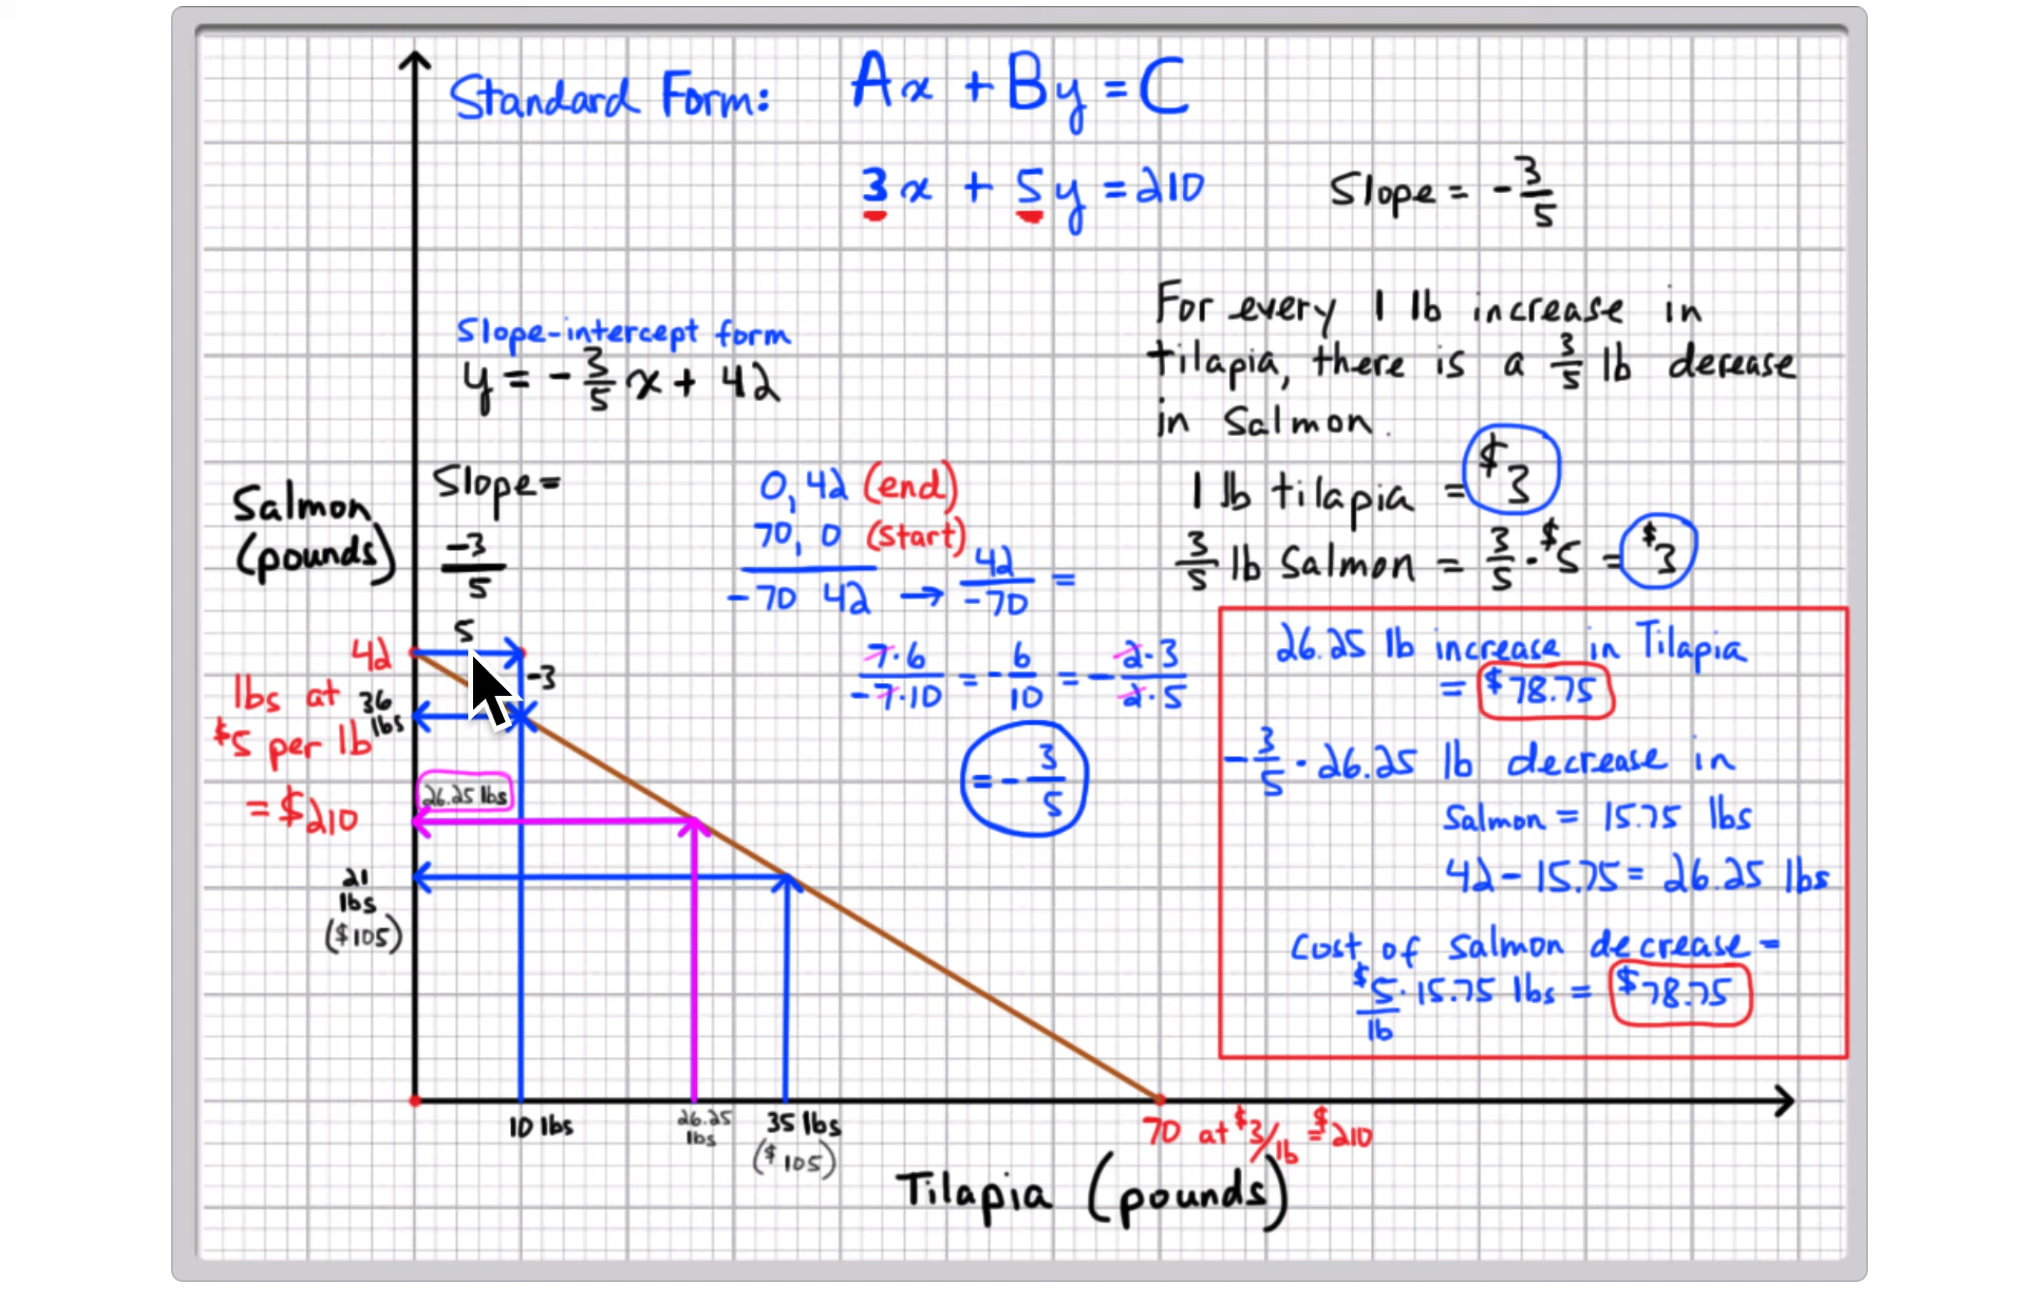 Standard Form: Ax + By = C
3x + 5y = 210
Slope = -3/5
For every 1 lb increase in
tilapia, there is a 3/5 lb derease
in Salmon.
1 lb tilapia = $3
3/5 lb Salmon = 3/5 · $5 = $3
Slope-intercept form
y = -3/5 x + 42
Slope=
-3/5
0, 42 (end)
70, 0 (start)
-70 42 → 42/-70 =
7·6/-7·10 = -6/10 = -2·3/2·5
= -3/5
Salmon
(pounds)
5
-3
42
lbs at
$5 per lb
= $210
36
lbs
26.25 lbs
21
lbs
($105)
26.25 lb increase in Tilapia
= $78.75
-3/5 · 26.25 lb decrease in
Salmon = 15.75 lbs
42 - 15.75 = 26.25 lbs
Cost of Salmon decrease =
$5/lb · 15.75 lbs = $78.75
10 lbs
26.25
lbs
35 lbs
($105)
70 at $3/lb = $210
Tilapia (pounds)